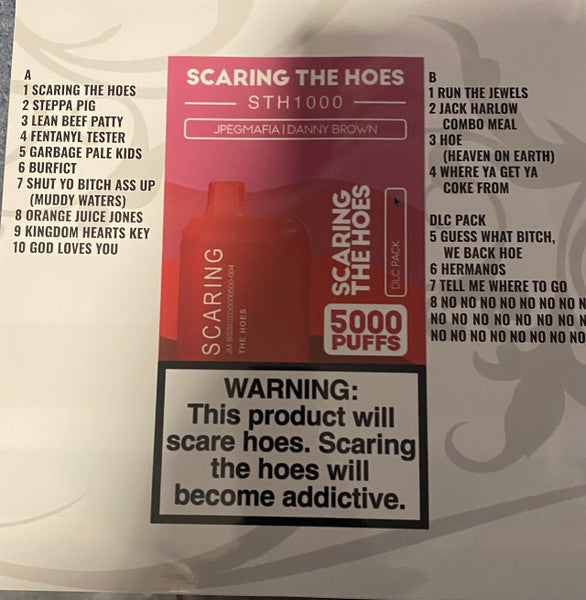 A
1 SCARING THE HOES
2 STEPPA PIG
3 LEAN BEEF PATTY
4 FENTANYL TESTER
5 GARBAGE PALE KIDS
6 BURFICT
7 SHUT YO BITCH ASS UP
(MUDDY WATERS)
8 ORANGE JUICE JONES
9 KINGDOM HEARTS KEY
10 GOD LOVES YOU
SCARING THE HOES
STH1000
JPEGMAFIA | DANNY BROWN
SCARING
THE HOES
SCARING
THE HOES
DLC PACK
5000
PUFFS
WARNING:
This product will
scare hoes. Scaring
the hoes will
become addictive.
B
1 RUN THE JEWELS
2 JACK HARLOW
COMBO MEAL
3 HOE
(HEAVEN ON EARTH)
4 WHERE YA GET YA
COKE FROM
DLC PACK
5 GUESS WHAT BITCH,
WE BACK HOE
6 HERMANOS
7 TELL ME WHERE TO GO
8 NO NO NO NO NO NO N
NO NO NO NO NO NO N
NO NO NO NO NO NO NO